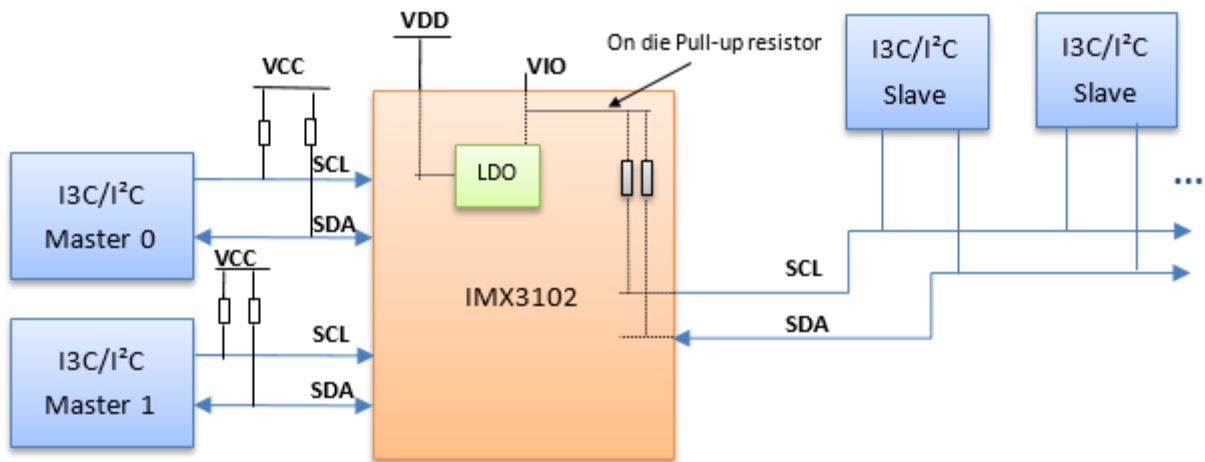 VDD
On die Pull-up resistor
VCC
VIO
I3C/I²C
Master 0
SCL
SDA
LDO
IMX3102
VCC
I3C/I²C
Master 1
SCL
SDA
I3C/I²C
Slave
I3C/I²C
Slave
...
SCL
SDA